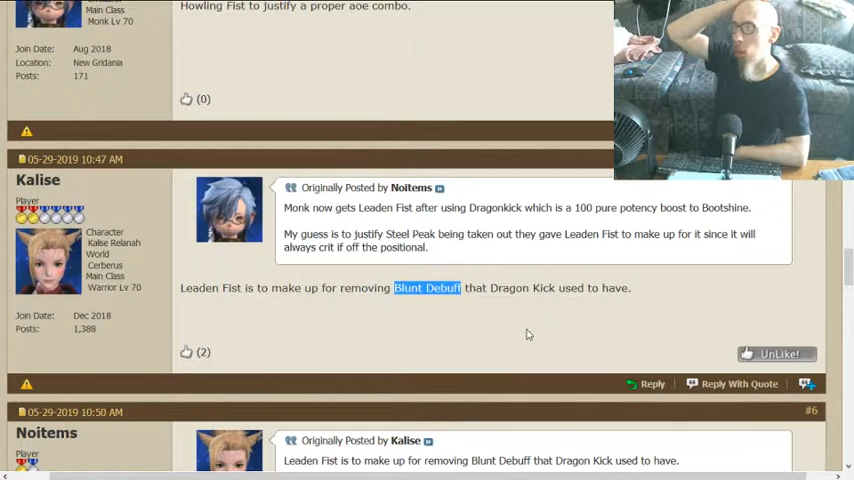 Main Class
Monk Lv 70
Howling Fist to justify a proper aoe combo.
Join Date: Aug 2018
Location: New Gridania
Posts: 171
(0)
05-29-2019 10:47 AM
Kalise
Player
Character
Kalise Relanah
World
Cerberus
Main Class
Warrior Lv 70
Join Date: Dec 2018
Posts: 1,388
Originally Posted by Noitems
Monk now gets Leaden Fist after using Dragonkick which is a 100 pure potency boost to Bootshine.
My guess is to justify Steel Peak being taken out they gave Leaden Fist to make up for it since it will
always crit if off the positional.
Leaden Fist is to make up for removing Blunt Debuff that Dragon Kick used to have.
(2)
UnLike!
Reply
Reply With Quote
05-29-2019 10:50 AM
#6
Noitems
Player
Originally Posted by Kalise
Leaden Fist is to make up for removing Blunt Debuff that Dragon Kick used to have.